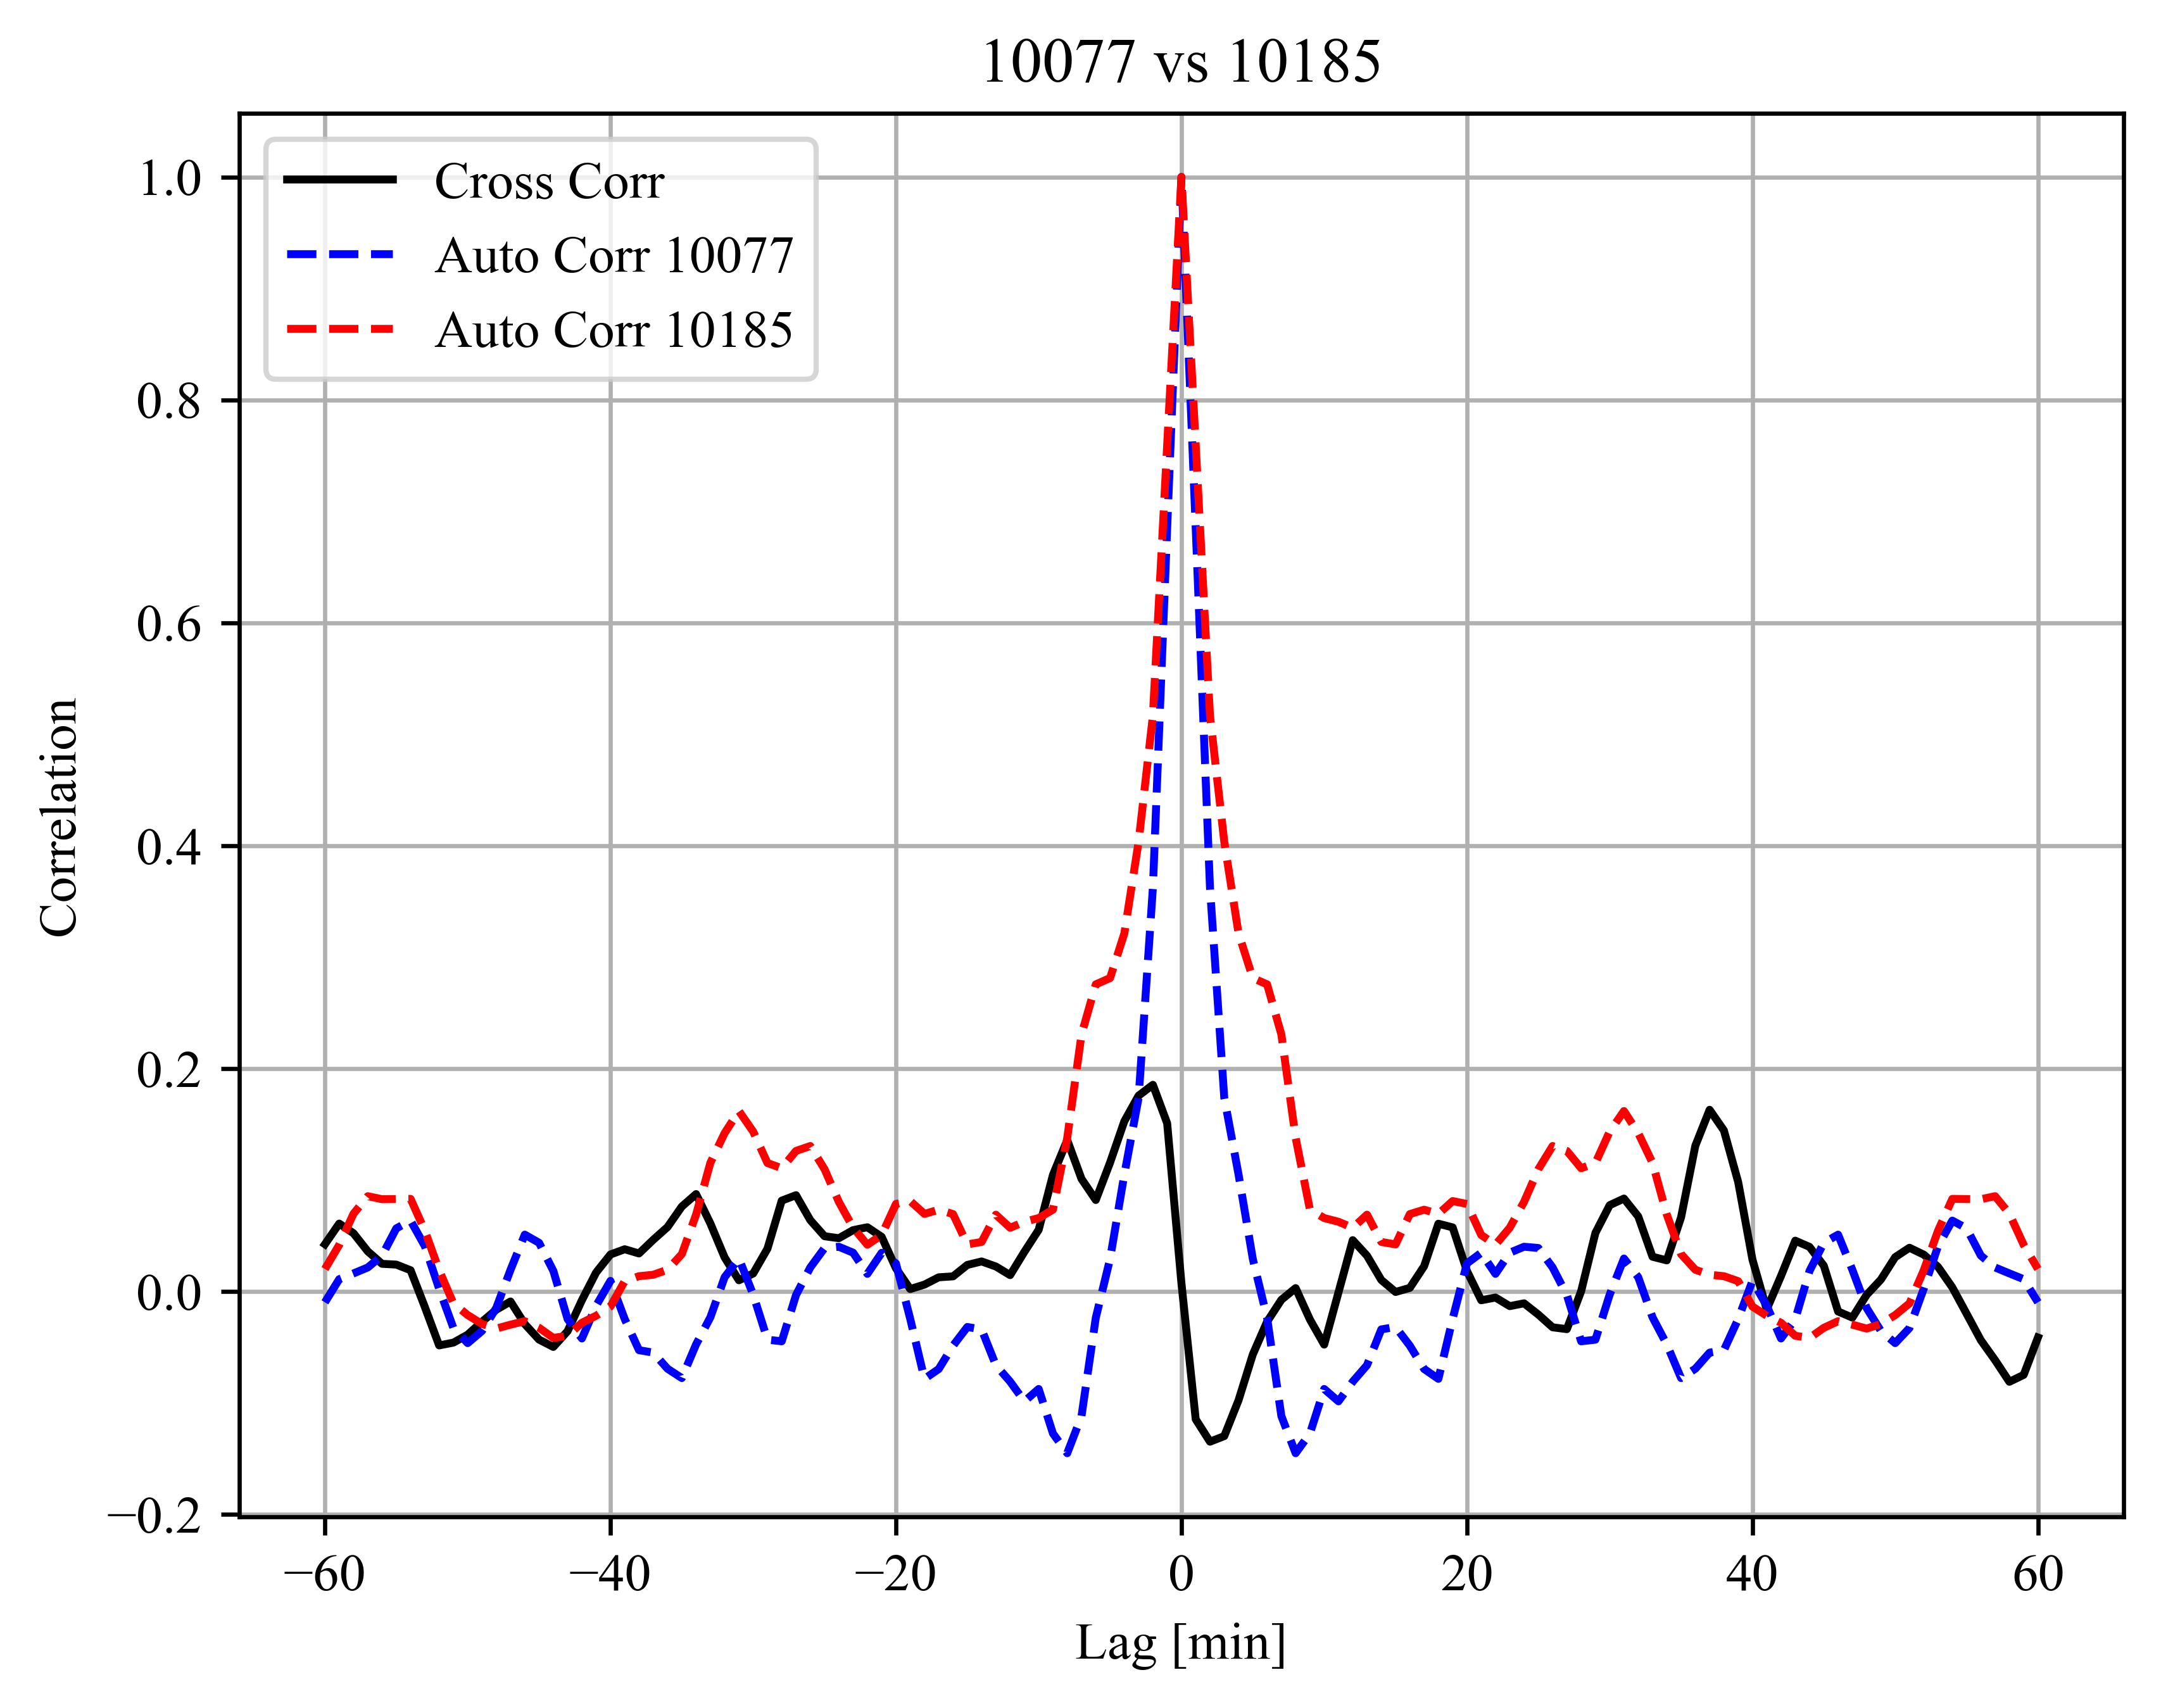 10077 vs 10185
Cross Corr
Auto Corr 10077
Auto Corr 10185
1.0
0.8
0.6
0.4
0.2
0.0
−0.2
Correlation
−60 −40 −20 0 20 40 60
Lag [min]